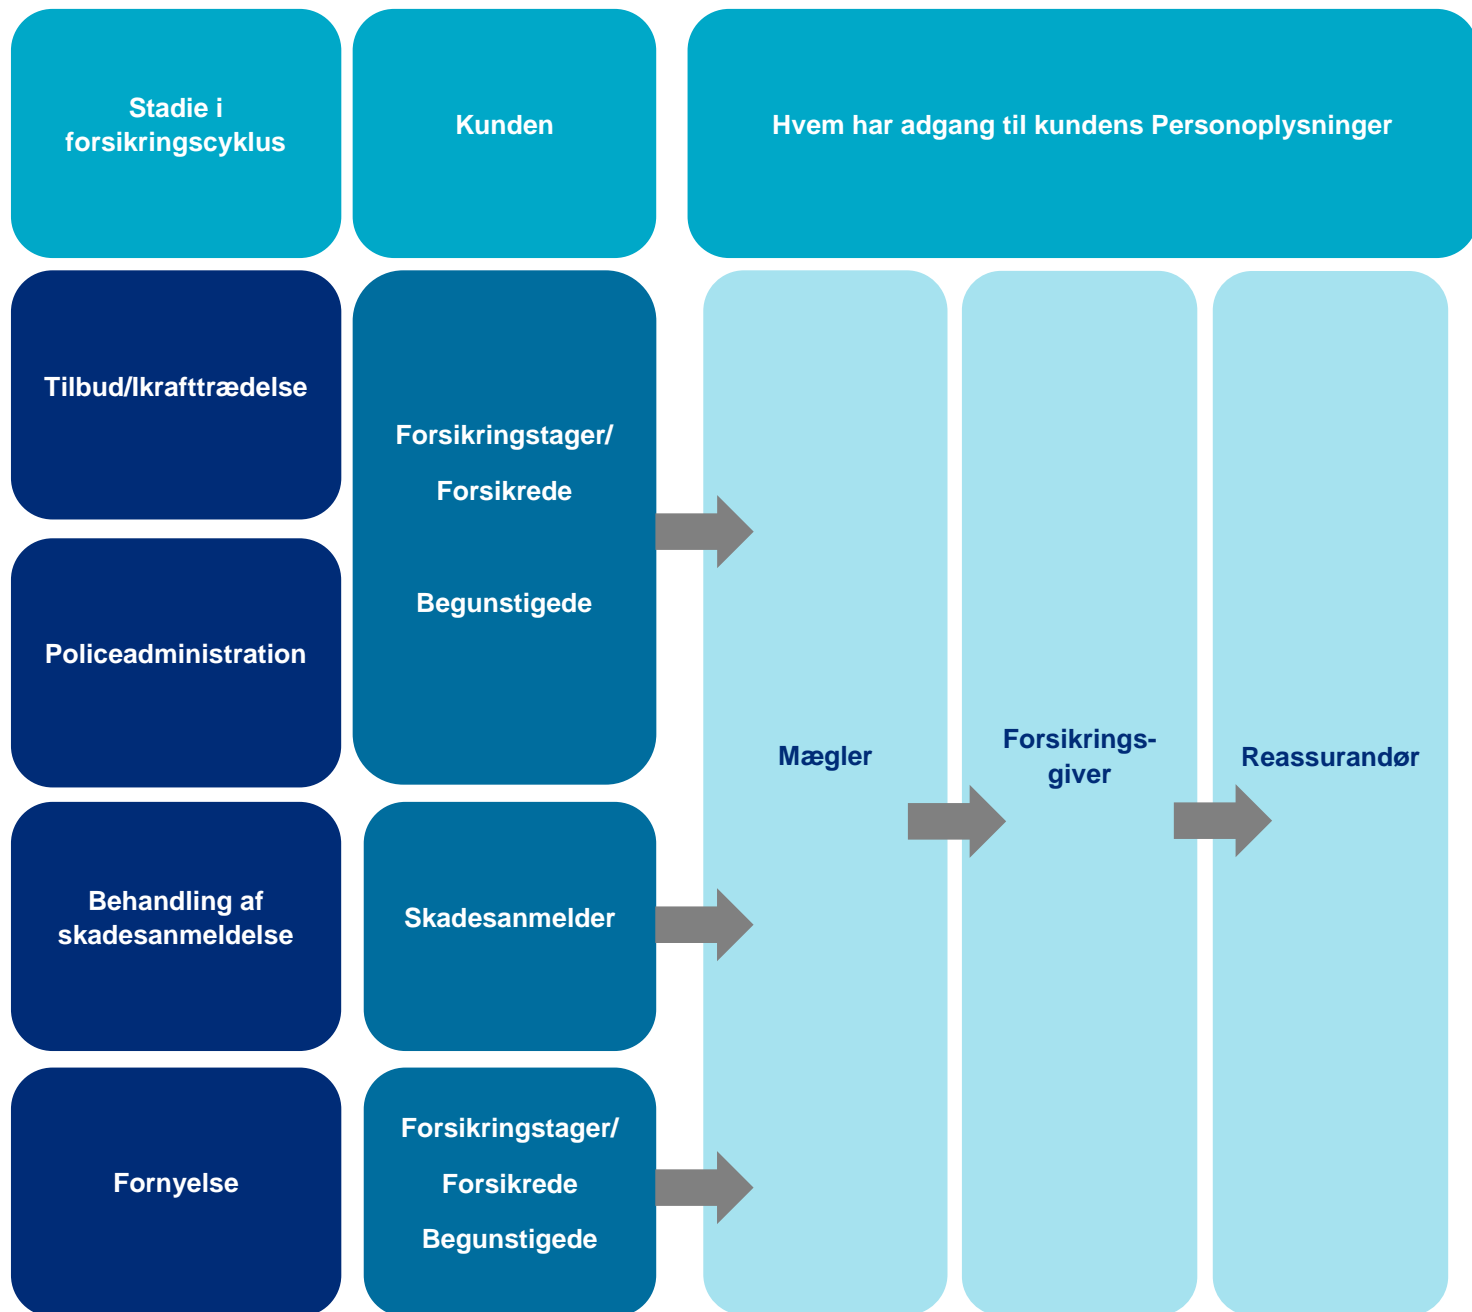 Stadie i
forsikringscyklus
Kunden
Hvem har adgang til kundens Personoplysninger
Tilbud/Ikrafttrædelse
Forsikringstager/
Forsikrede
Begunstigede
Policeadministration
Mægler
Forsikrings-
giver
Reassurandør
Behandling af
skadesanmeldelse
Skadesanmelder
Fornyelse
Forsikringstager/
Forsikrede
Begunstigede